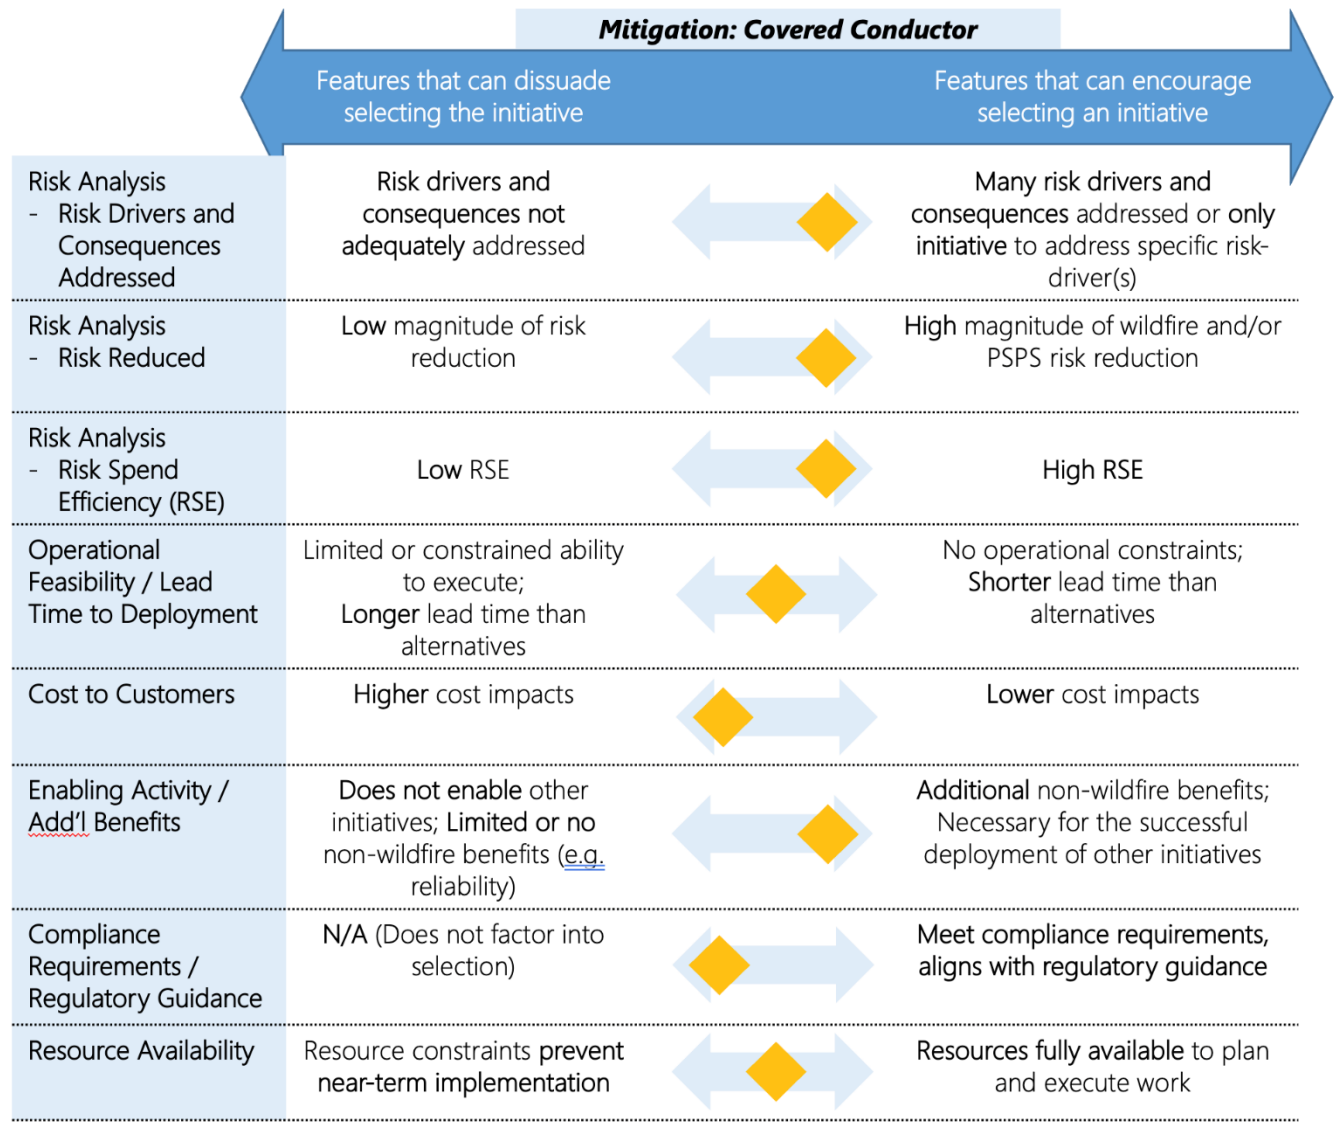 Mitigation: Covered Conductor
Features that can dissuade
selecting the initiative
Features that can encourage
selecting an initiative
Risk Analysis
- Risk Drivers and
Consequences
Addressed
Risk drivers and
consequences not
adequately addressed
Many risk drivers and
consequences addressed or only
initiative to address specific risk-
driver(s)
Risk Analysis
- Risk Reduced
Low magnitude of risk
reduction
High magnitude of wildfire and/or
PSPS risk reduction
Risk Analysis
- Risk Spend
Efficiency (RSE)
Low RSE
High RSE
Operational
Feasibility / Lead
Time to Deployment
Limited or constrained ability
to execute;
Longer lead time than
alternatives
No operational constraints;
Shorter lead time than
alternatives
Cost to Customers
Higher cost impacts
Lower cost impacts
Enabling Activity /
Add'l Benefits
Does not enable other
initiatives; Limited or no
non-wildfire benefits (e.g.
reliability)
Additional non-wildfire benefits;
Necessary for the successful
deployment of other initiatives
Compliance
Requirements /
Regulatory Guidance
N/A (Does not factor into
selection)
Meet compliance requirements,
aligns with regulatory guidance
Resource Availability
Resource constraints prevent
near-term implementation
Resources fully available to plan
and execute work